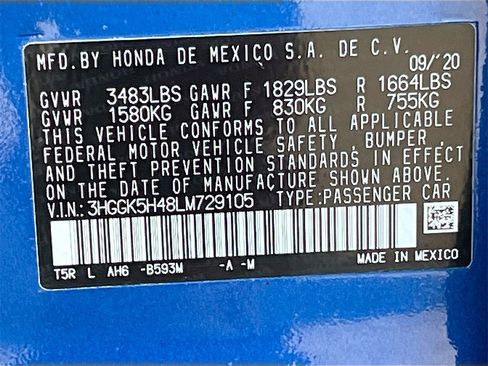 MFD.BY HONDA DE MEXICO S.A. DE C.V.
09/'20
GVWR 3483LBS GAWR F 1829LBS R 1664LBS
GVWR 1580KG GAWR F 830KG R 755KG
THIS VEHICLE CONFORMS TO ALL APPLICABLE
FEDERAL MOTOR VEHICLE SAFETY, BUMPER,
AND THEFT PREVENTION STANDARDS IN EFFECT
ON THE DATE OF MANUFACTURE SHOWN ABOVE.
V.I.N: 3HGGK5H48LM729105 TYPE:PASSENGER CAR
T5R L AH6 -B593M -A -M
MADE IN MEXICO